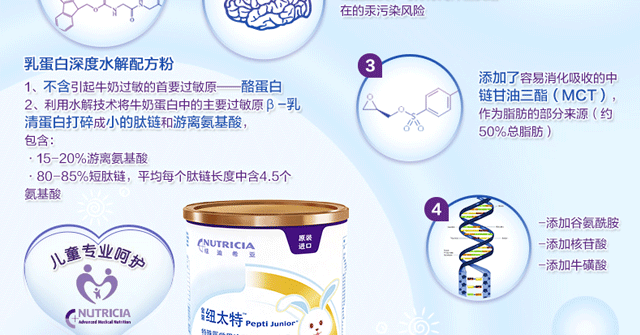 在的汞污染风险
乳蛋白深度水解配方粉
1、不含引起牛奶过敏的首要过敏原——酪蛋白
2、利用水解技术将牛奶蛋白中的主要过敏原β-乳
清蛋白打碎成小的肽链和游离氨基酸,
包含:
·15-20%游离氨基酸
·80-85%短肽链，平均每个肽链长度中含4.5个
氨基酸
3
添加了容易消化吸收的中
链甘油三酯（MCT），
作为脂肪的部分来源（约
50%总脂肪）
4
-添加谷氨酰胺
-添加核苷酸
-添加牛磺酸
儿童专业呵护
NUTRICIA
Advanced Medical Nutrition
NUTRICIA
原装
进口
纽太特 Pepti Junior